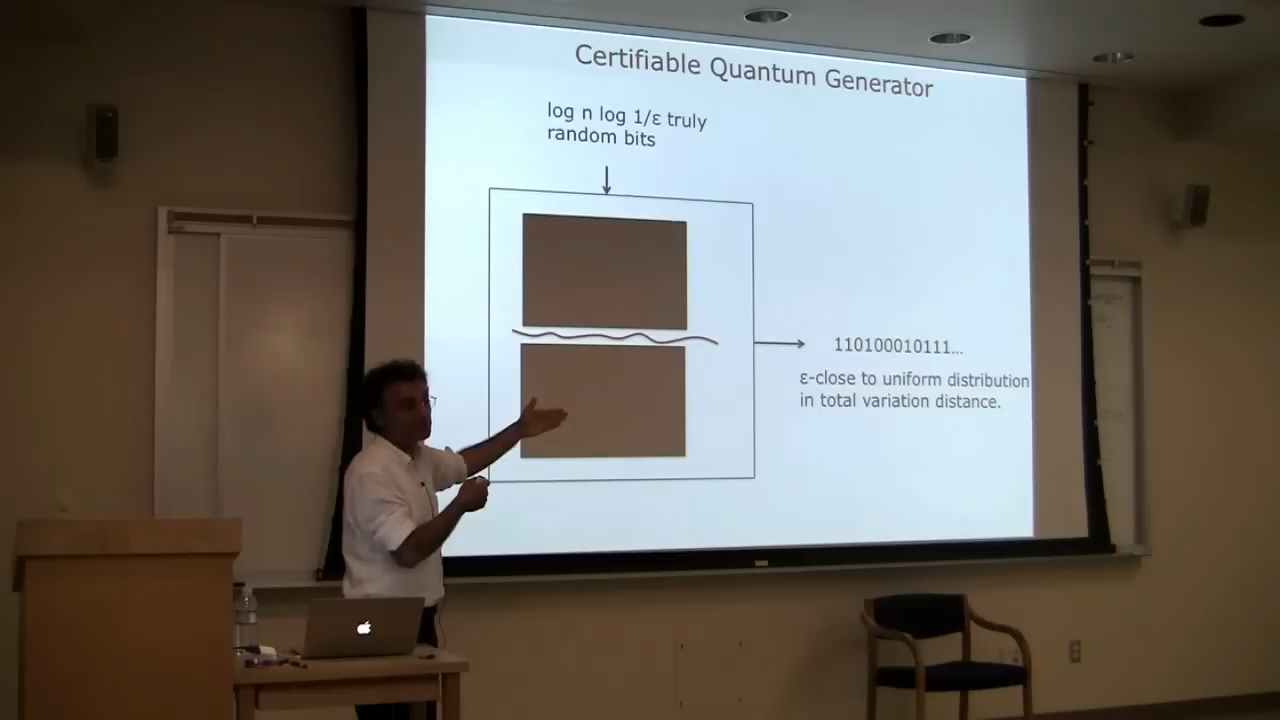 Certifiable Quantum Generator
log n log 1/ε truly
random bits
110100010111...
ε-close to uniform distribution
in total variation distance.